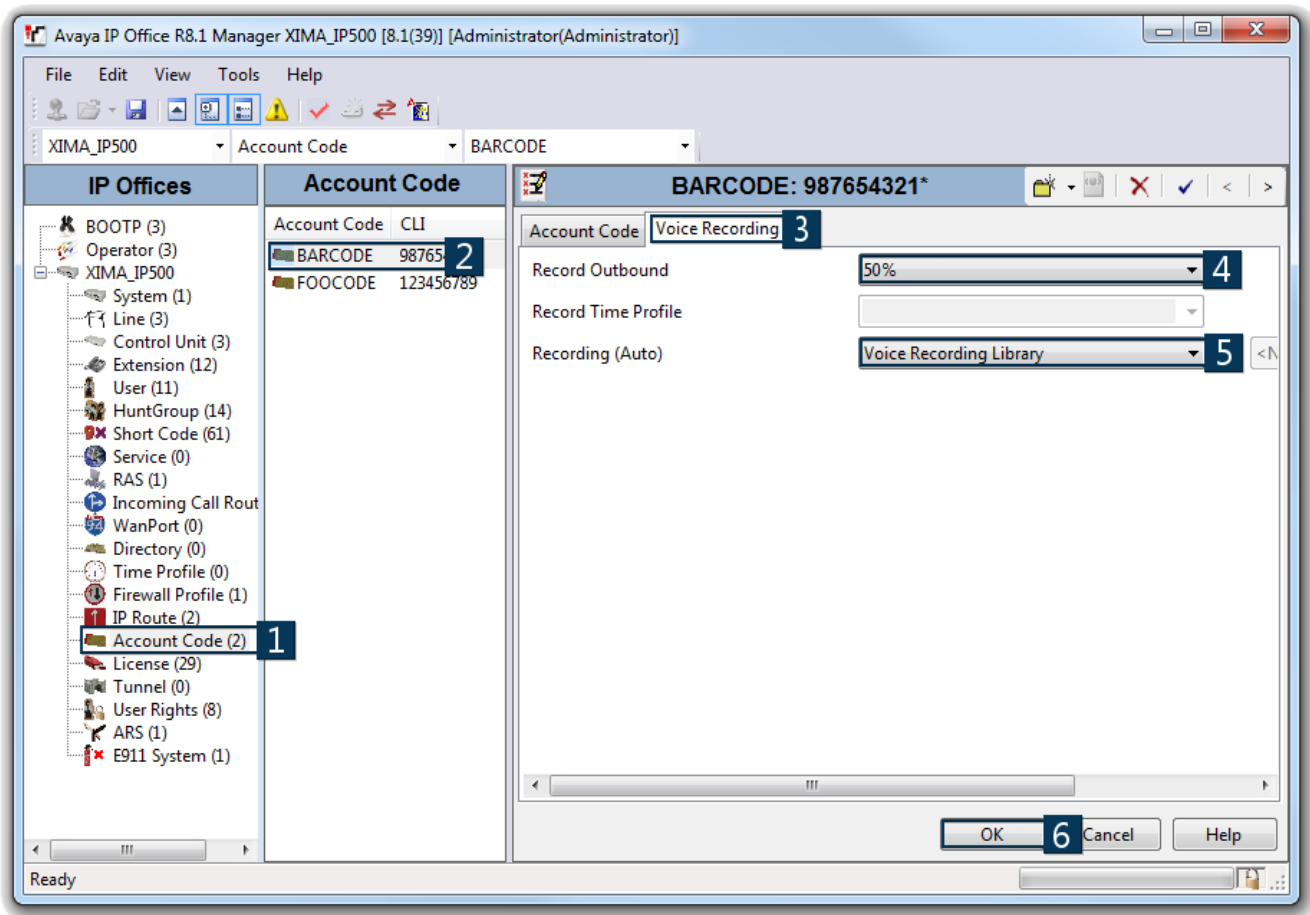 Avaya IP Office R8.1 Manager XIMA_IP500 [8.1(39)] [Administrator(Administrator)]
File Edit View Tools Help
XIMA_IP500 Account Code BARCODE
IP Offices
BOOTP (3)
Operator (3)
XIMA_IP500
System (1)
Line (3)
Control Unit (3)
Extension (12)
User (11)
HuntGroup (14)
Short Code (61)
Service (0)
RAS (1)
Incoming Call Rout
WanPort (0)
Directory (0)
Time Profile (0)
Firewall Profile (1)
IP Route (2)
Account Code (2) 1
License (29)
Tunnel (0)
User Rights (8)
ARS (1)
E911 System (1)
Account Code
Account Code CLI
BARCODE 98765 2
FOOCODE 123456789
BARCODE: 987654321*
Account Code Voice Recording 3
Record Outbound 50% 4
Record Time Profile
Recording (Auto) Voice Recording Library 5 <N
OK 6 Cancel Help
Ready